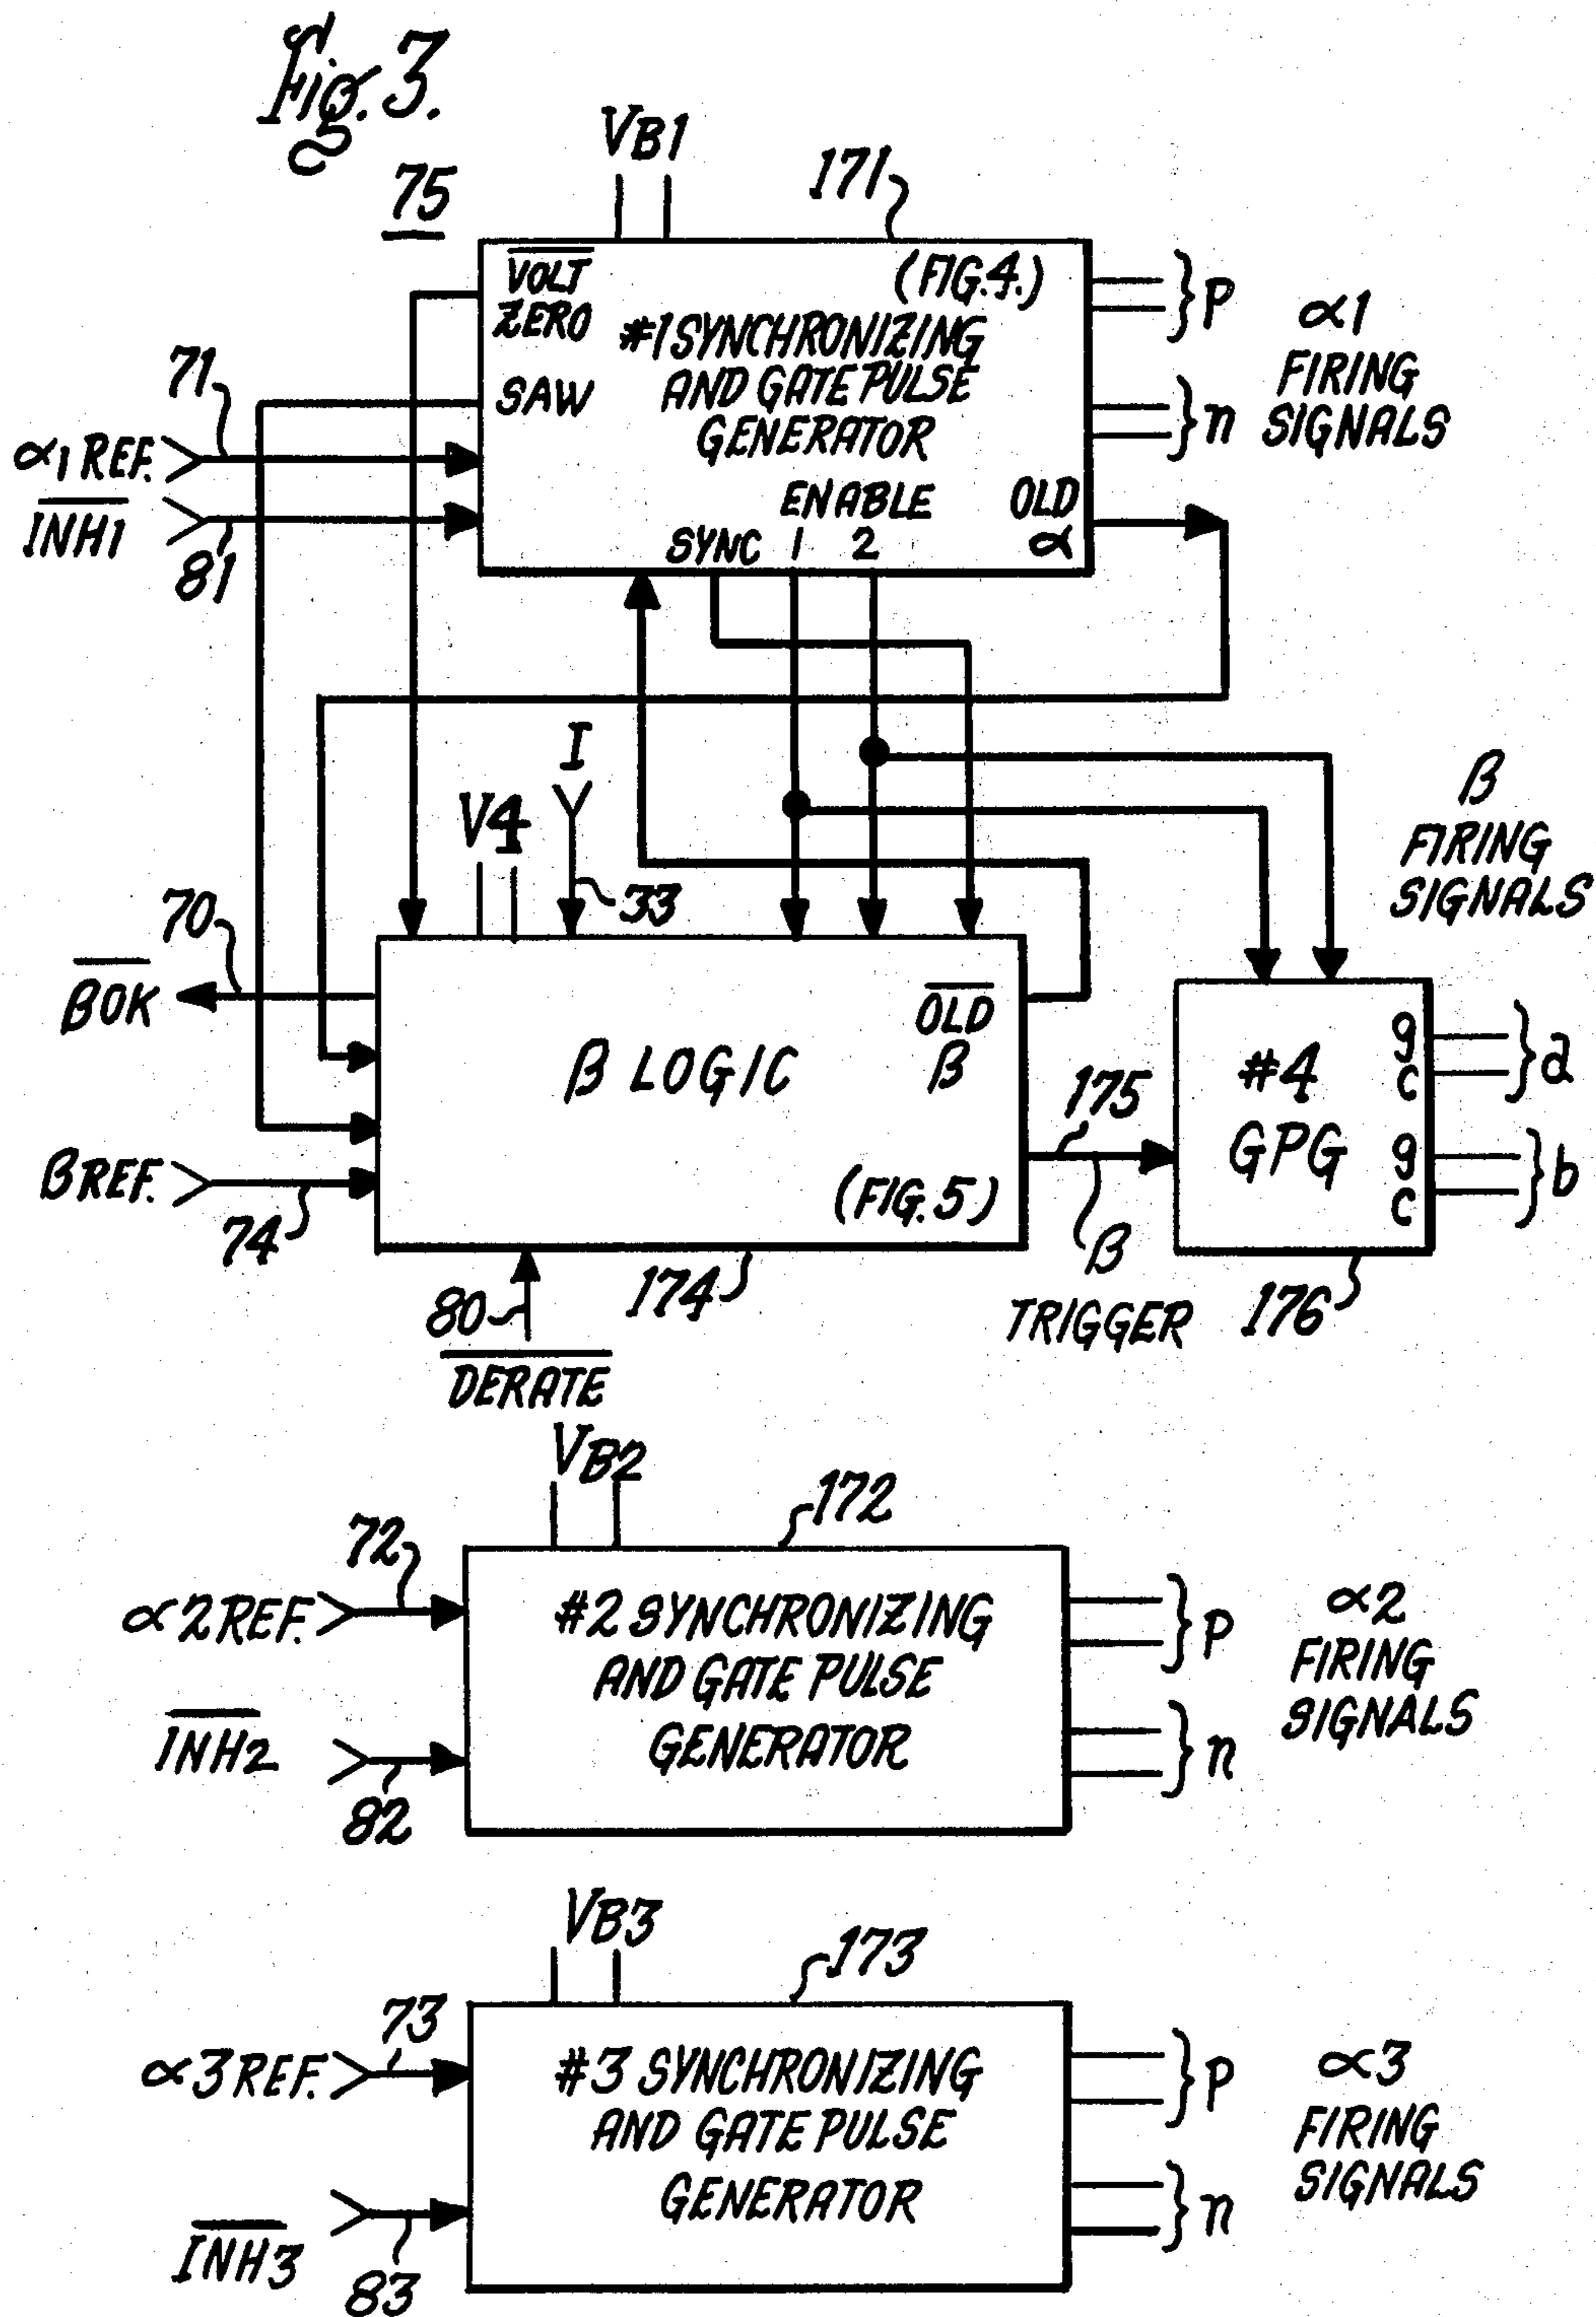 Fig. 3.
75
VB1
171
VOLT
ZERO
(FIG. 4.)
#1 SYNCHRONIZING
AND GATE PULSE
GENERATOR
SAW
ENABLE
SYNC 1 2
OLD
α
p
n
α1
FIRING
SIGNALS
71
α1 REF.
INH1
81
I
V4
33
70
BOK
β LOGIC
OLD
β
(FIG. 5)
β REF.
74
80
DERATE
174
175
β
TRIGGER
β
FIRING
SIGNALS
#4
GPG
g
c
g
c
a
b
176
VB2
172
72
α2 REF.
INH2
82
#2 SYNCHRONIZING
AND GATE PULSE
GENERATOR
p
n
α2
FIRING
SIGNALS
VB3
173
73
α3 REF.
INH3
83
#3 SYNCHRONIZING
AND GATE PULSE
GENERATOR
p
n
α3
FIRING
SIGNALS